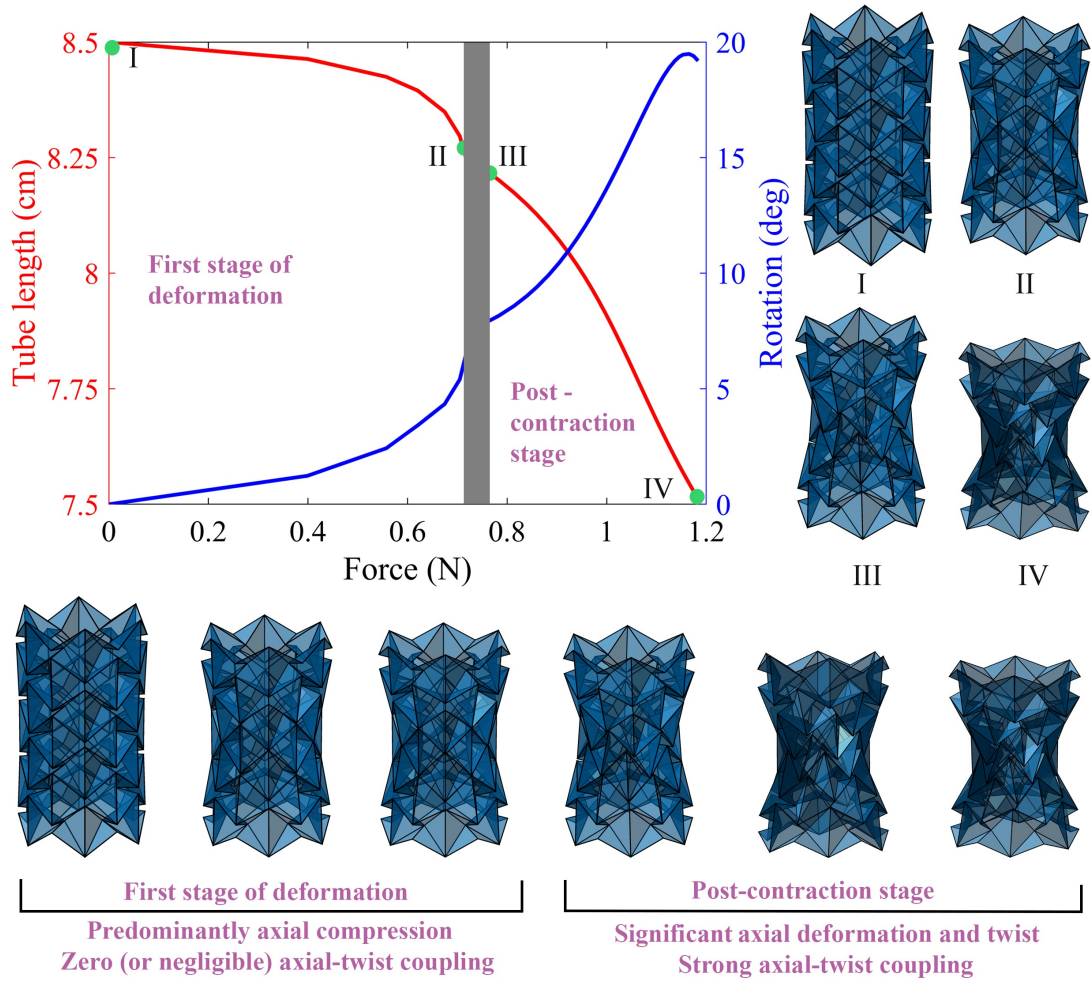 8.5
8.25
8
7.75
7.5
Tube length (cm)
I
II
III
IV
First stage of
deformation
Post -
contraction
stage
20
15
10
5
0
Rotation (deg)
0
0.2
0.4
0.6
0.8
1
1.2
Force (N)
I
II
III
IV
First stage of deformation
Predominantly axial compression
Zero (or negligible) axial-twist coupling
Post-contraction stage
Significant axial deformation and twist
Strong axial-twist coupling